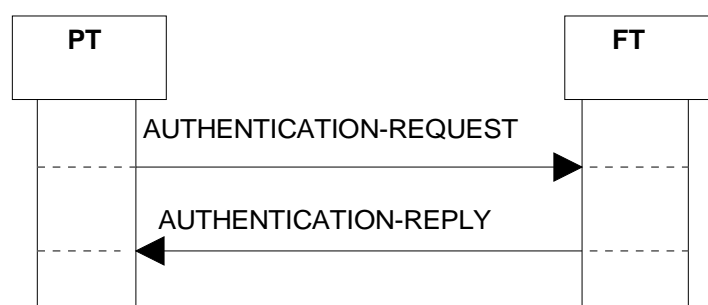 PT
FT
AUTHENTICATION-REQUEST
AUTHENTICATION-REPLY